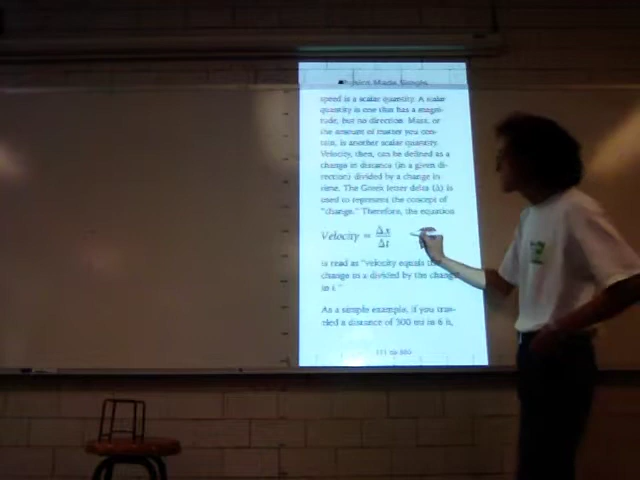 Physics Made Simple
speed is a scalar quantity. A scalar
quantity is one that has a magni-
tude, but no direction. Mass, or
the amount of matter you con-
tain, is another scalar quantity.
Velocity, then, can be defined as a
change in distance (in a given di-
rection) divided by a change in
time. The Greek letter delta (Δ) is
used to represent the concept of
"change." Therefore, the equation
Velocity = Δx/Δt
is read as "velocity equals the
change in x divided by the change
in t."
As a simple example, if you trav-
eled a distance of 300 mi in 6 h,